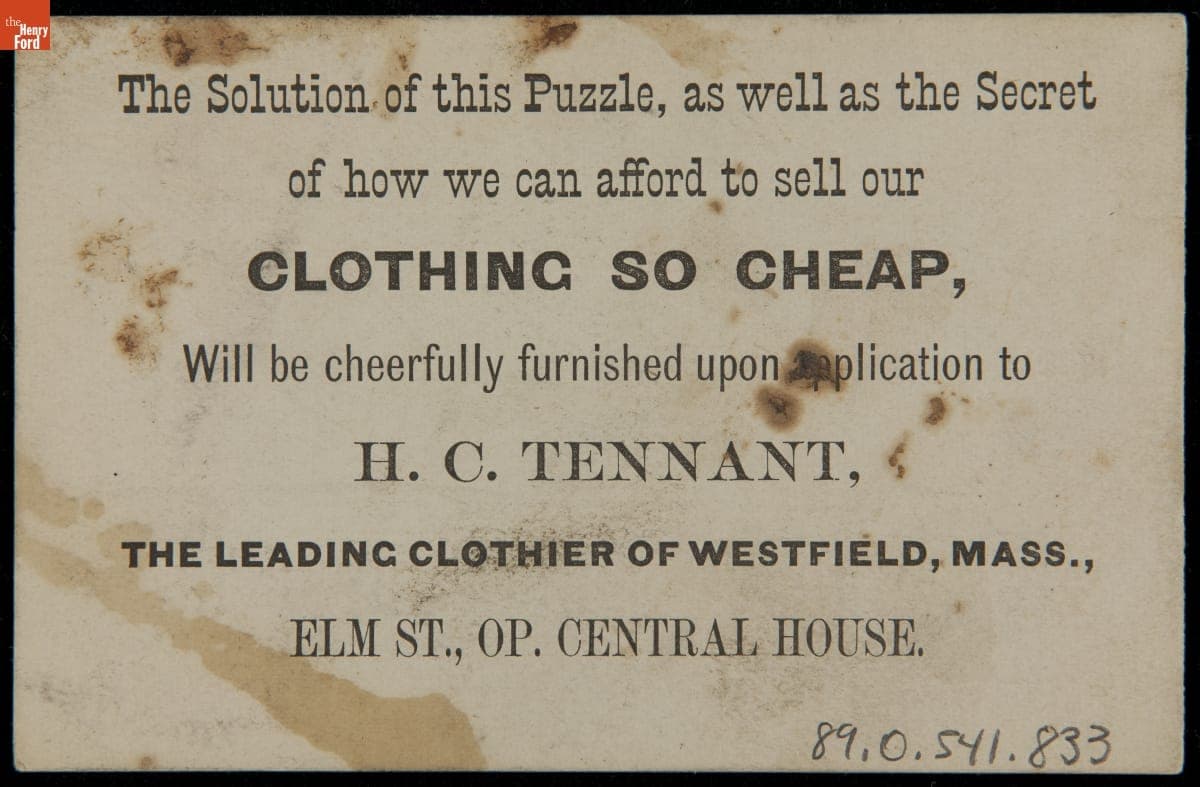 the
Henry
Ford
The Solution of this Puzzle, as well as the Secret
of how we can afford to sell our
CLOTHING SO CHEAP,
Will be cheerfully furnished upon application to
H. C. TENNANT,
THE LEADING CLOTHIER OF WESTFIELD, MASS.,
ELM ST., OP. CENTRAL HOUSE.
89.0.541.833